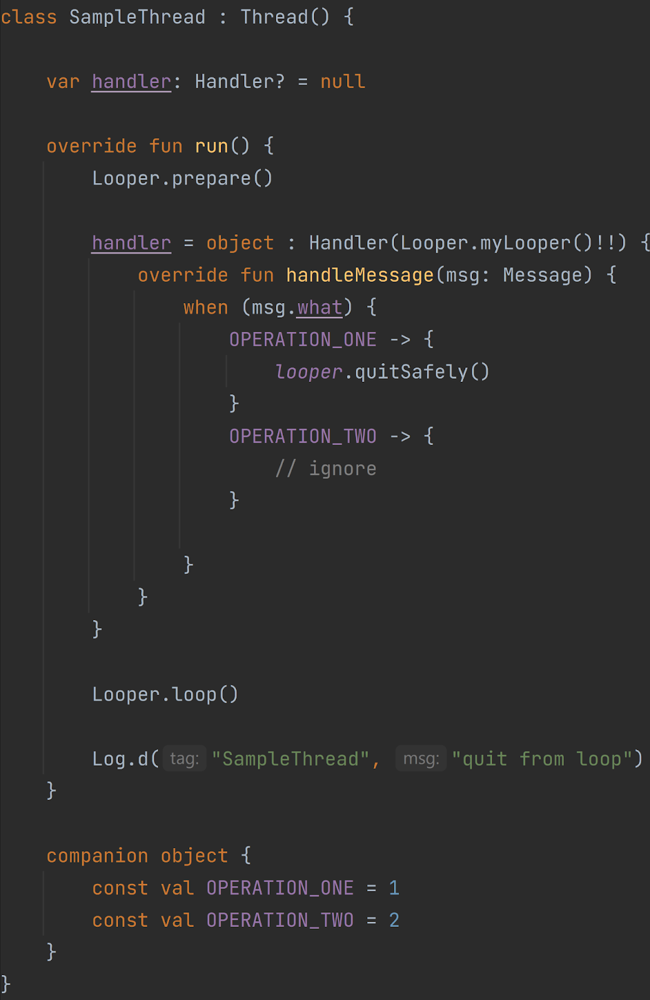 class SampleThread : Thread() {
    var handler: Handler? = null
    override fun run() {
        Looper.prepare()
        handler = object : Handler(Looper.myLooper()!!) {
            override fun handleMessage(msg: Message) {
                when (msg.what) {
                    OPERATION_ONE -> {
                        looper.quitSafely()
                    }
                    OPERATION_TWO -> {
                        // ignore
                    }
                }
            }
        }
        Looper.loop()
        Log.d( tag: "SampleThread", msg: "quit from loop")
    }
    companion object {
        const val OPERATION_ONE = 1
        const val OPERATION_TWO = 2
    }
}